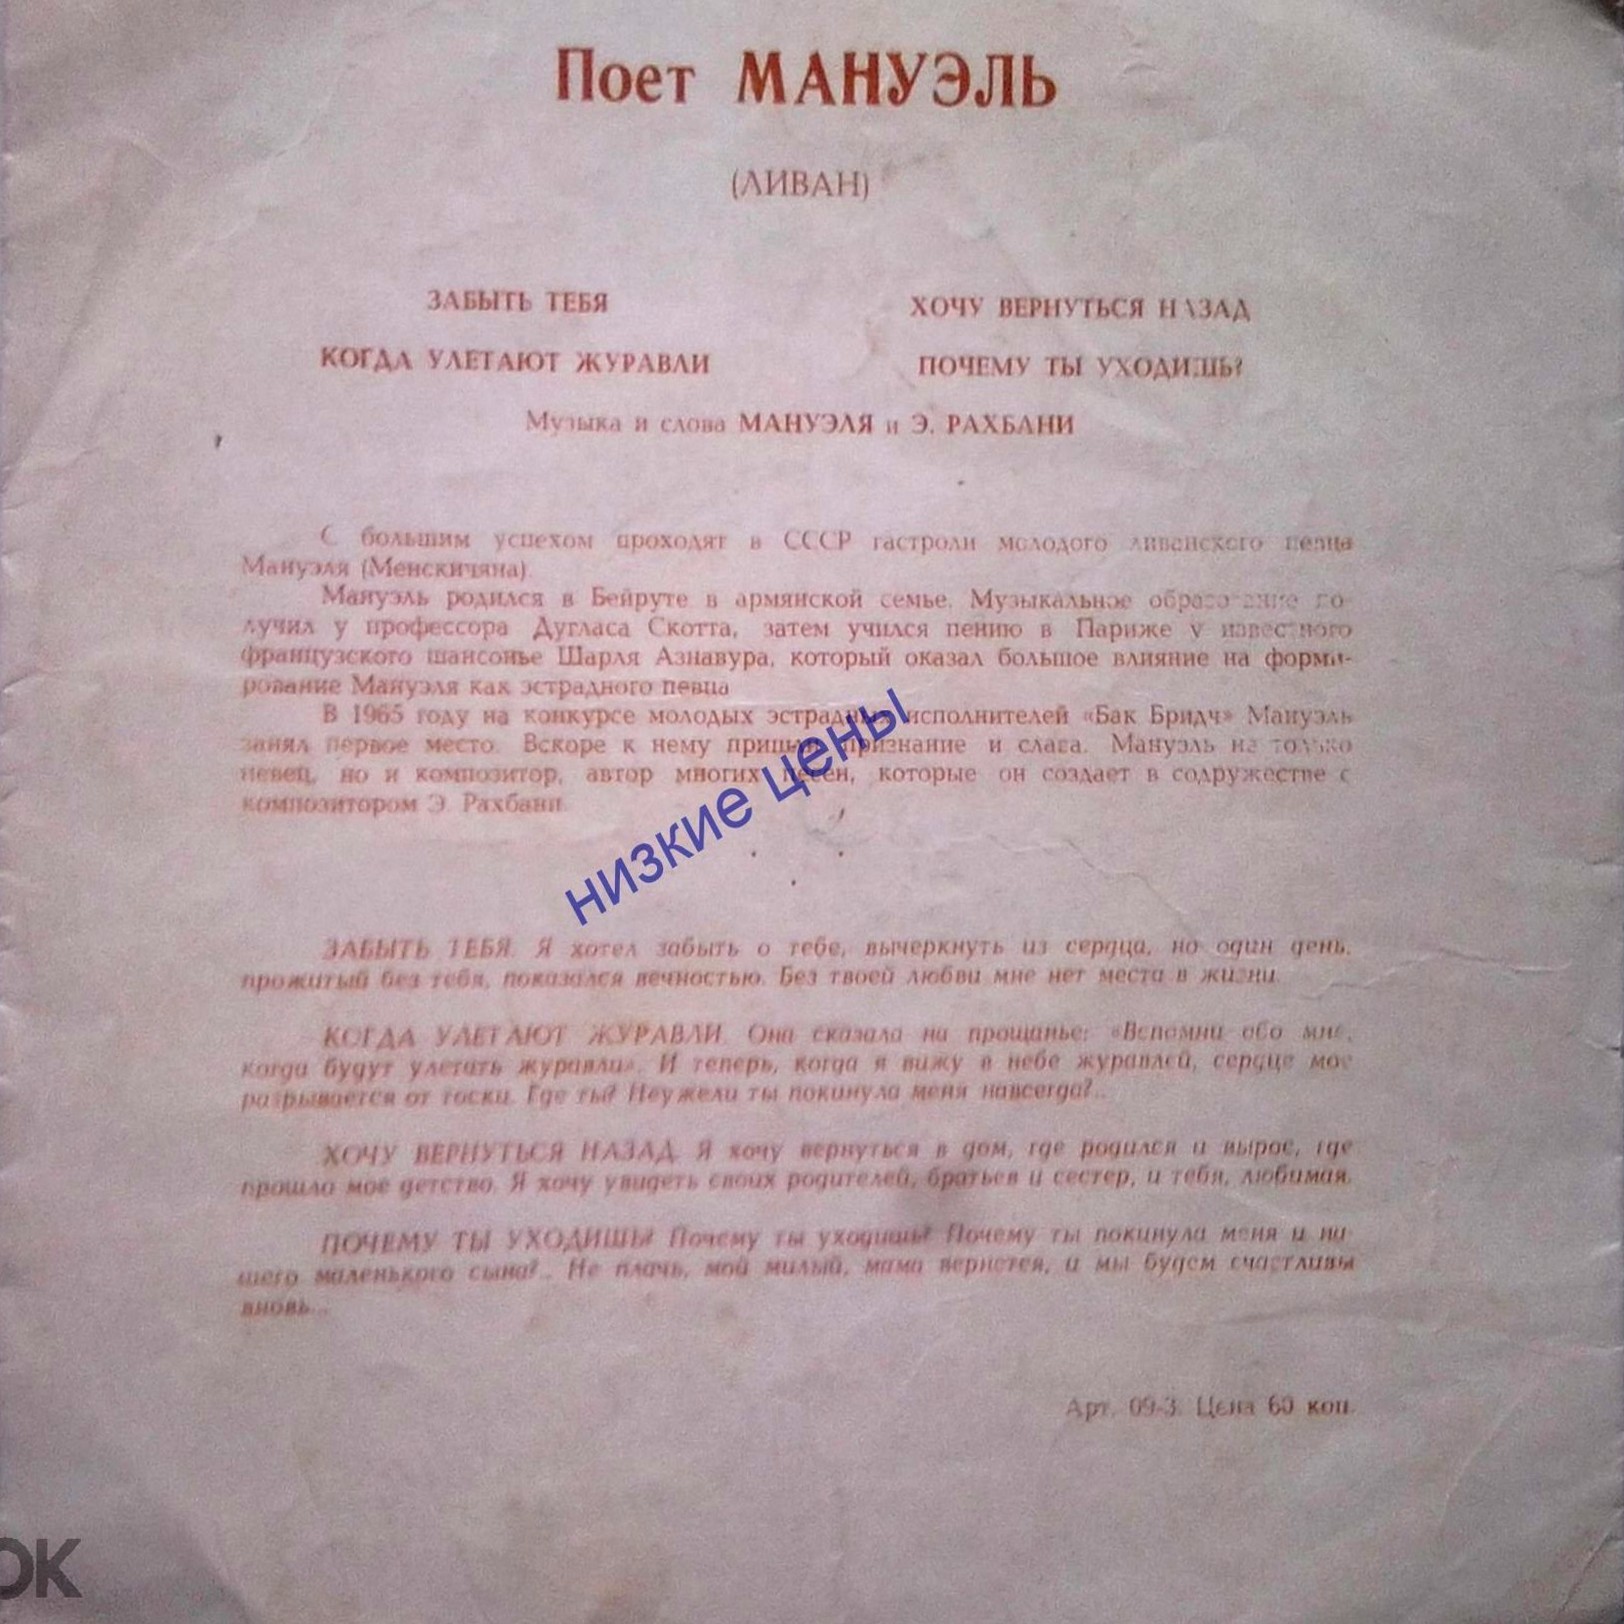 Поет МАНУЭЛЬ
(ЛИВАН)
ЗАБЫТЬ ТЕБЯ
КОГДА УЛЕТАЮТ ЖУРАВЛИ
ХОЧУ ВЕРНУТЬСЯ НАЗАД
ПОЧЕМУ ТЫ УХОДИШЬ?
Музыка и слова МАНУЭЛЯ и Э. РАХБАНИ
С большим успехом проходят в СССР гастроли молодого ливанского певца
Мануэля (Менскичяна).
Мануэль родился в Бейруте в армянской семье. Музыкальное образование по-
лучил у профессора Дугласа Скотта, затем учился пению в Париже у известного
французского шансонье Шарля Азнавура, который оказал большое влияние на форми-
рование Мануэля как эстрадного певца
В 1965 году на конкурсе молодых эстрадных исполнителей «Бак Бридч» Мануэль
занял первое место. Вскоре к нему пришли признание и слава. Мануэль не только
певец, но и композитор, автор многих песен, которые он создает в содружестве с
композитором Э. Рахбани.
низкие цены
ЗАБЫТЬ ТЕБЯ. Я хотел забыть о тебе, вычеркнуть из сердца, но один день,
прожитый без тебя, показался вечностью. Без твоей любви мне нет места в жизни.
КОГДА УЛЕТАЮТ ЖУРАВЛИ. Она сказала на прощанье: «Вспомни обо мне,
когда будут улетать журавли». И теперь, когда я вижу в небе журавлей, сердце мое
разрывается от тоски. Где ты? Неужели ты покинула меня навсегда?..
ХОЧУ ВЕРНУТЬСЯ НАЗАД. Я хочу вернуться в дом, где родился и вырос, где
прошло мое детство. Я хочу увидеть своих родителей, братьев и сестер, и тебя, любимая.
ПОЧЕМУ ТЫ УХОДИШЬ? Почему ты уходишь? Почему ты покинула меня и на-
шего маленького сына?.. Не плачь, мой милый, мама вернется, и мы будем счастливы
вновь...
Арт. 09-3. Цена 60 коп.
ОК